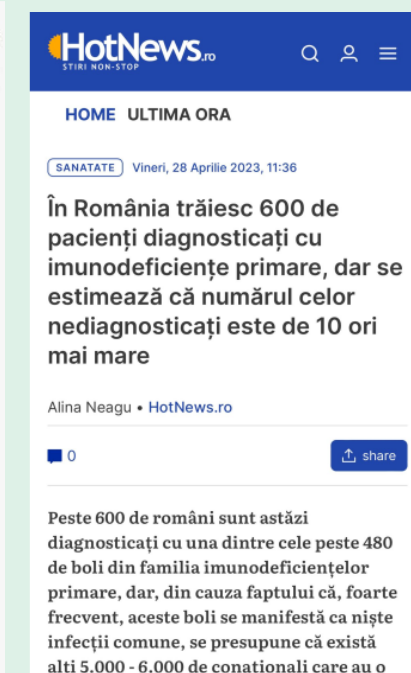 HotNews.ro
STIRI NON-STOP
HOME ULTIMA ORA
SANATATE Vineri, 28 Aprilie 2023, 11:36
În România trăiesc 600 de
pacienți diagnosticați cu
imunodeficiențe primare, dar se
estimează că numărul celor
nediagnosticați este de 10 ori
mai mare
Alina Neagu • HotNews.ro
0
share
Peste 600 de români sunt astăzi
diagnosticați cu una dintre cele peste 480
de boli din familia imunodeficiențelor
primare, dar, din cauza faptului că, foarte
frecvent, aceste boli se manifestă ca niște
infecții comune, se presupune că există
alți 5.000 - 6.000 de conaționali care au o